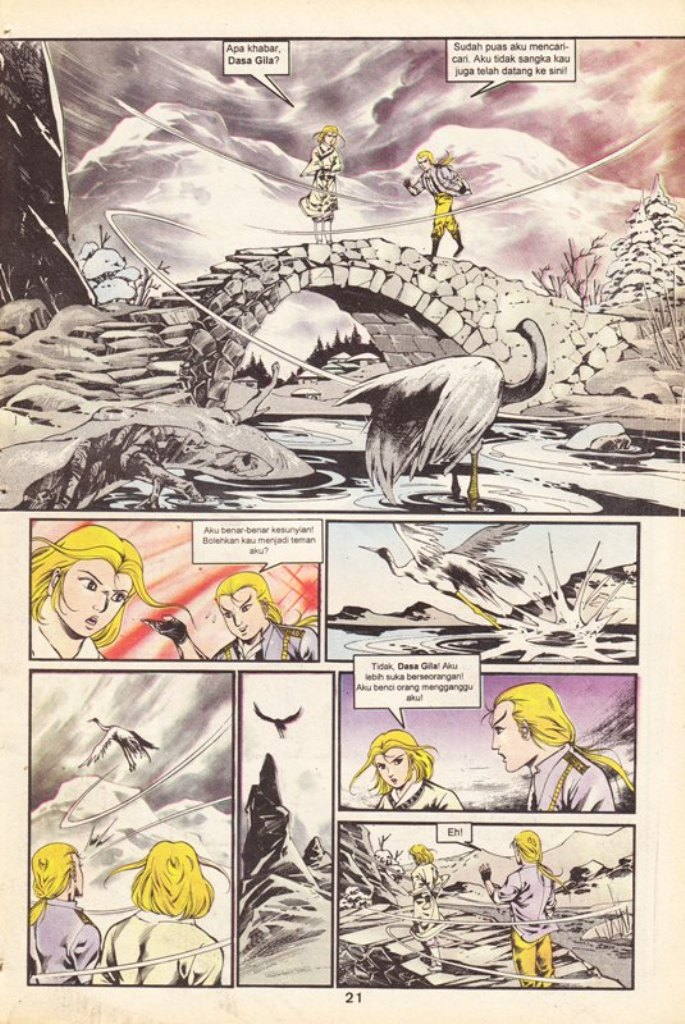 Apa khabar,
Dasa Gila?
Sudah puas aku mencari-
cari. Aku tidak sangka kau
juga telah datang ke sini!
Aku benar-benar kesunyian!
Bolehkan kau menjadi teman
aku?
Tidak, Dasa Gila! Aku
lebih suka berseorangan!
Aku benci orang mengganggu
aku!
Eh!
21